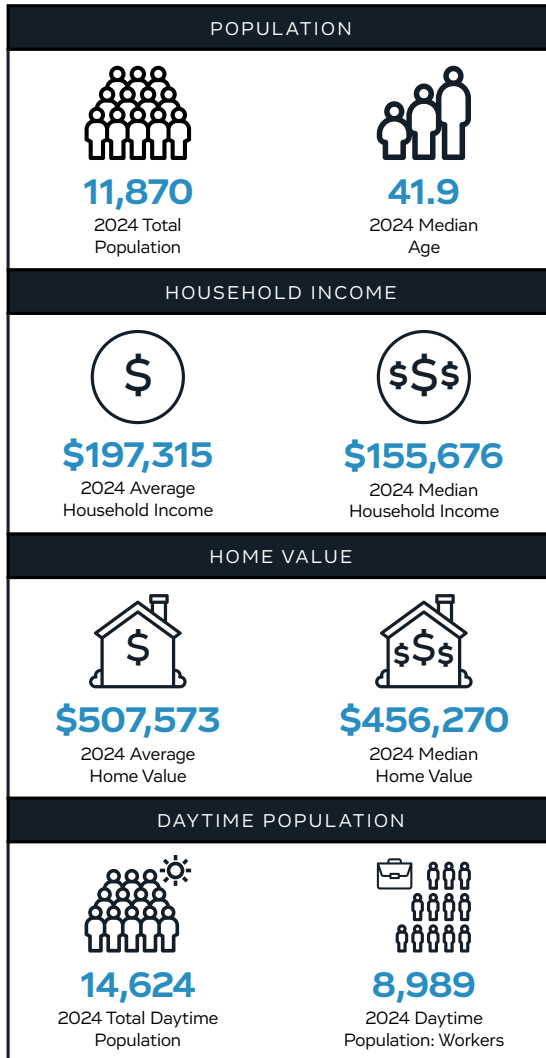 POPULATION
11,870
2024 Total
Population
41.9
2024 Median
Age
HOUSEHOLD INCOME
$
$197,315
2024 Average
Household Income
$$$
$155,676
2024 Median
Household Income
HOME VALUE
$
$507,573
2024 Average
Home Value
$$$
$456,270
2024 Median
Home Value
DAYTIME POPULATION
14,624
2024 Total Daytime
Population
8,989
2024 Daytime
Population: Workers